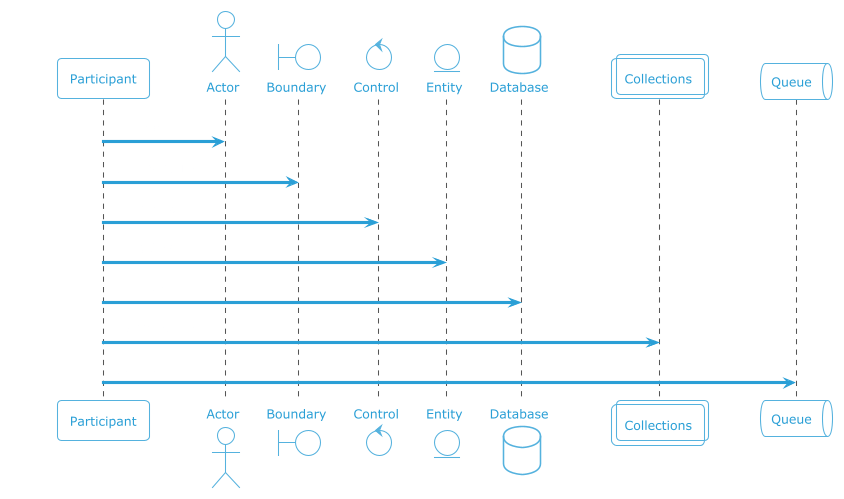 Participant
Actor
Boundary
Control
Entity
Database
Collections
Queue
Participant
Actor
Boundary
Control
Entity
Database
Collections
Queue